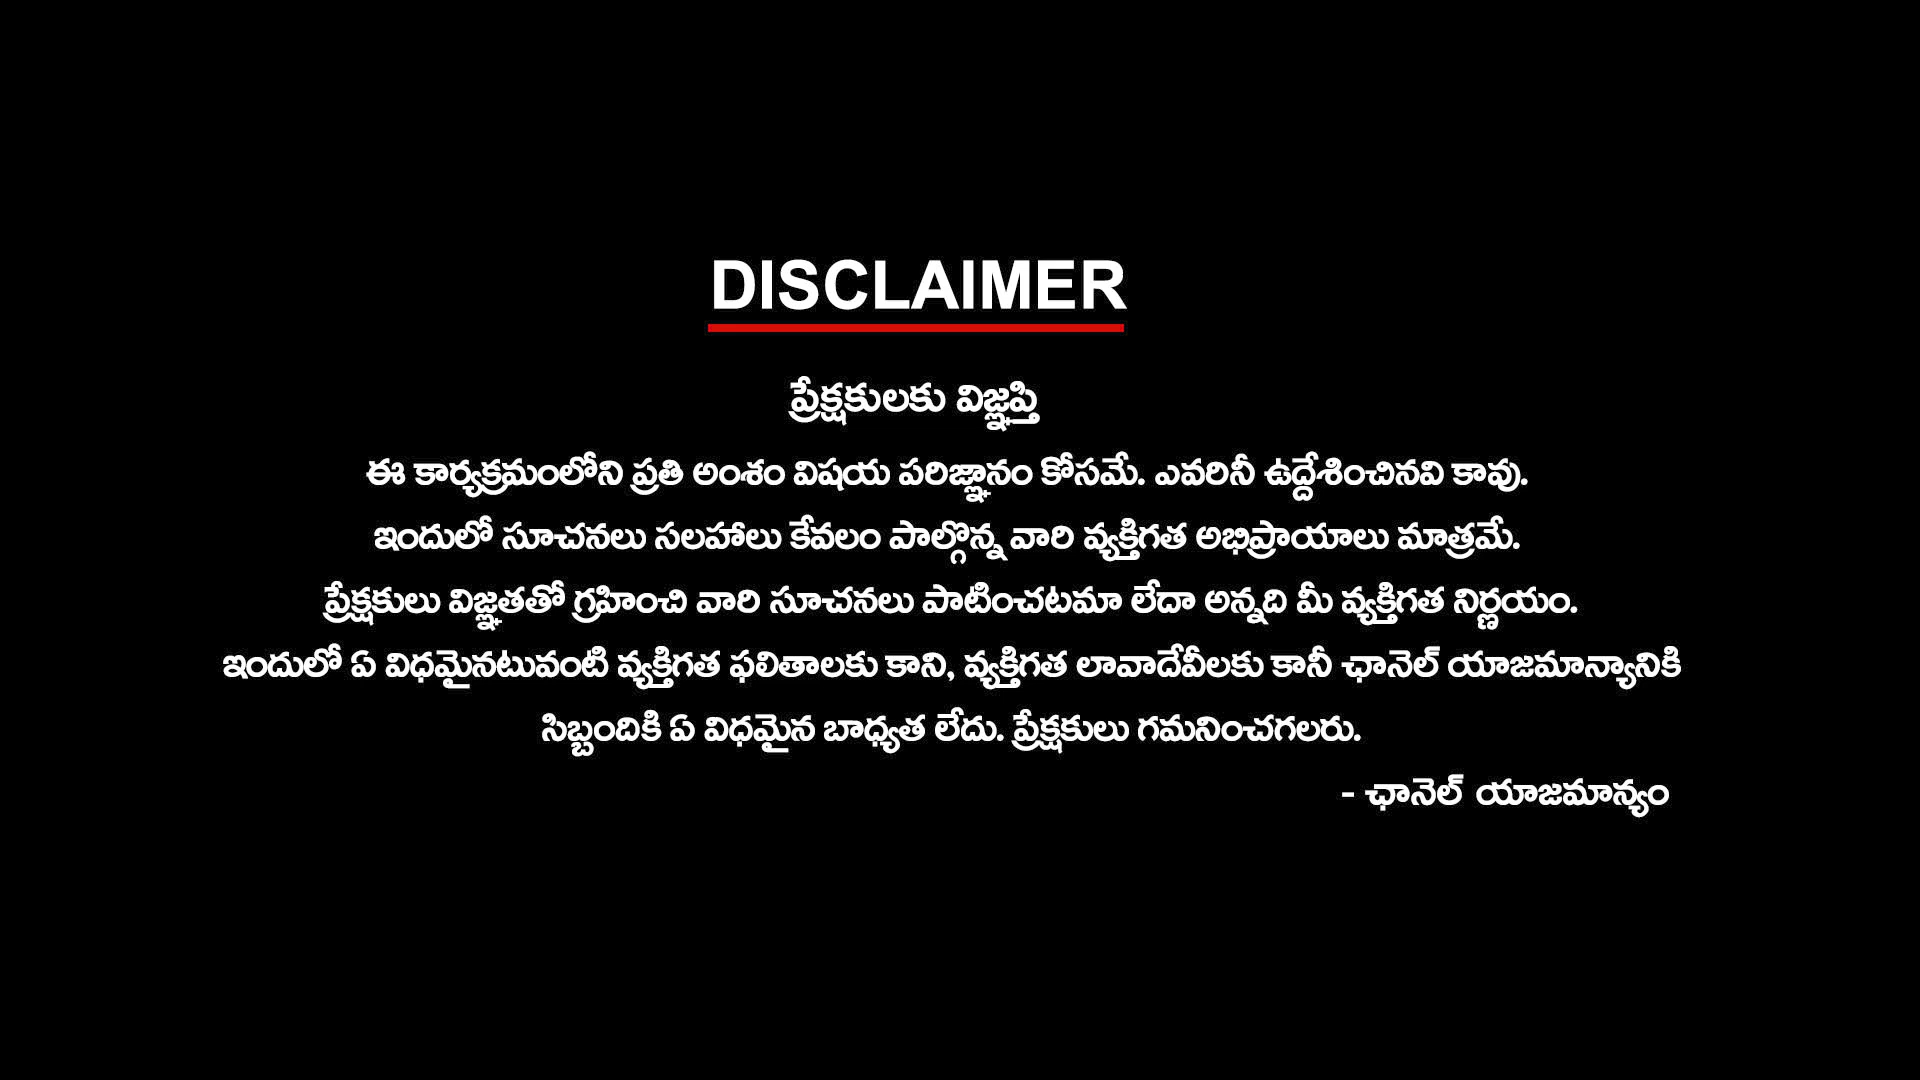 DISCLAIMER
ప్రేక్షకులకు విజ్ఞప్తి
ఈ కార్యక్రమంలోని ప్రతి అంశం విషయ పరిజ్ఞానం కోసమే. ఎవరినీ ఉద్దేశించినవి కావు.
ఇందులో సూచనలు సలహాలు కేవలం పాల్గొన్న వారి వ్యక్తిగత అభిప్రాయాలు మాత్రమే.
ప్రేక్షకులు విజ్ఞతతో గ్రహించి వారి సూచనలు పాటించటమా లేదా అన్నది మీ వ్యక్తిగత నిర్ణయం.
ఇందులో ఏ విధమైనటువంటి వ్యక్తిగత ఫలితాలకు కాని, వ్యక్తిగత లావాదేవీలకు కానీ ఛానెల్ యాజమాన్యానికి
సిబ్బందికి ఏ విధమైన బాధ్యత లేదు. ప్రేక్షకులు గమనించగలరు.
- ఛానెల్ యాజమాన్యం